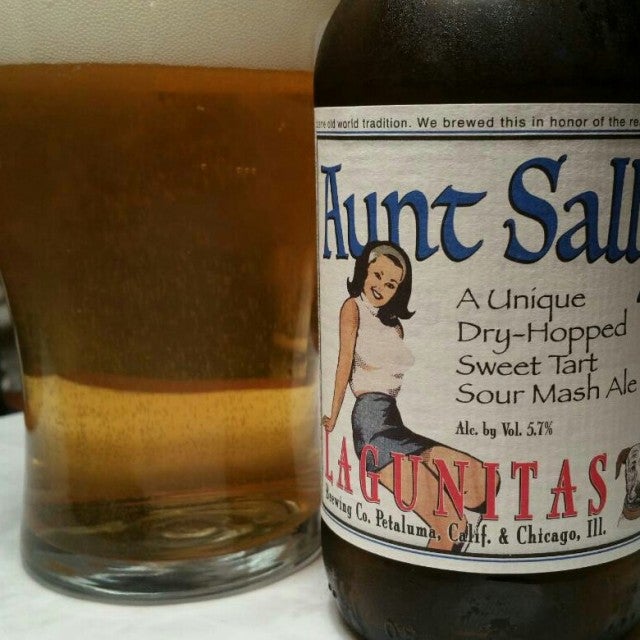 old world tradition. We brewed this in honor of the
Aunt Sall
A Unique
Dry-Hopped
Sweet Tart
Sour Mash Ale
Alc. by Vol. 5.7%
LAGUNITAS
Brewing Co. Petaluma, Calif. & Chicago, Ill.